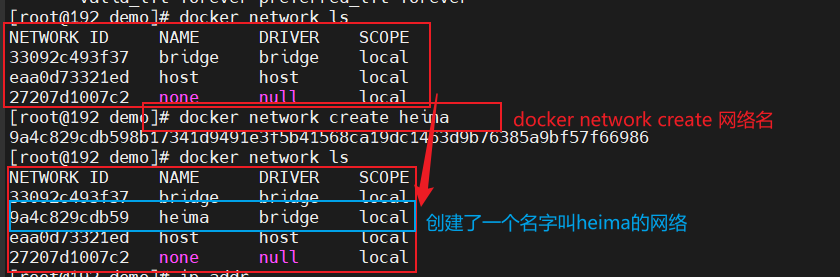 valid_lft forever preferred_lft forever
[root@192 demo]# docker network ls
NETWORK ID     NAME      DRIVER    SCOPE
33092c493f37   bridge    bridge    local
eaa0d73321ed   host      host      local
27207d1007c2   none      null      local
[root@192 demo]# docker network create heima docker network create 网络名
[root@192 demo]# docker network ls
NETWORK ID     NAME      DRIVER    SCOPE
33092c493f37   bridge    bridge    local
9a4c829cdb59   heima     bridge    local 创建了一个名字叫heima的网络
eaa0d73321ed   host      host      local
27207d1007c2   none      null      local
[root@192 demo]# ip addr